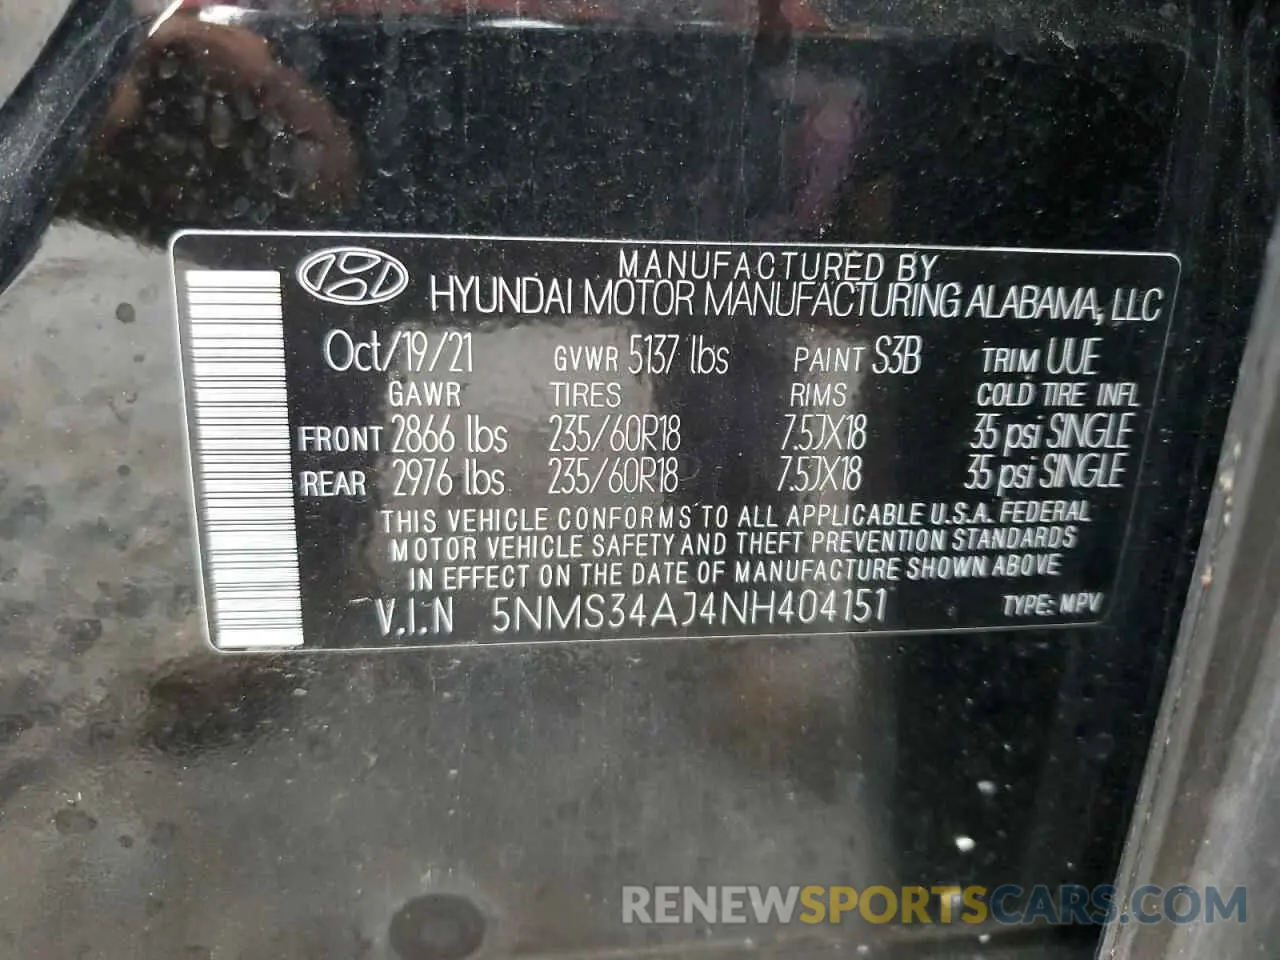 MANUFACTURED BY
HYUNDAI MOTOR MANUFACTURING ALABAMA, LLC
Oct/19/21 GVWR 5137 lbs PAINT S3B TRIM UUE
GAWR TIRES RIMS COLD TIRE INFL
FRONT 2866 lbs 235/60R18 7.5JX18 35 psi SINGLE
REAR 2976 lbs 235/60R18 7.5JX18 35 psi SINGLE
THIS VEHICLE CONFORMS TO ALL APPLICABLE U.S.A. FEDERAL
MOTOR VEHICLE SAFETY AND THEFT PREVENTION STANDARDS
IN EFFECT ON THE DATE OF MANUFACTURE SHOWN ABOVE
V.I.N 5NMS34AJ4NH404151 TYPE: MPV
RENEWSPORTSCARS.COM